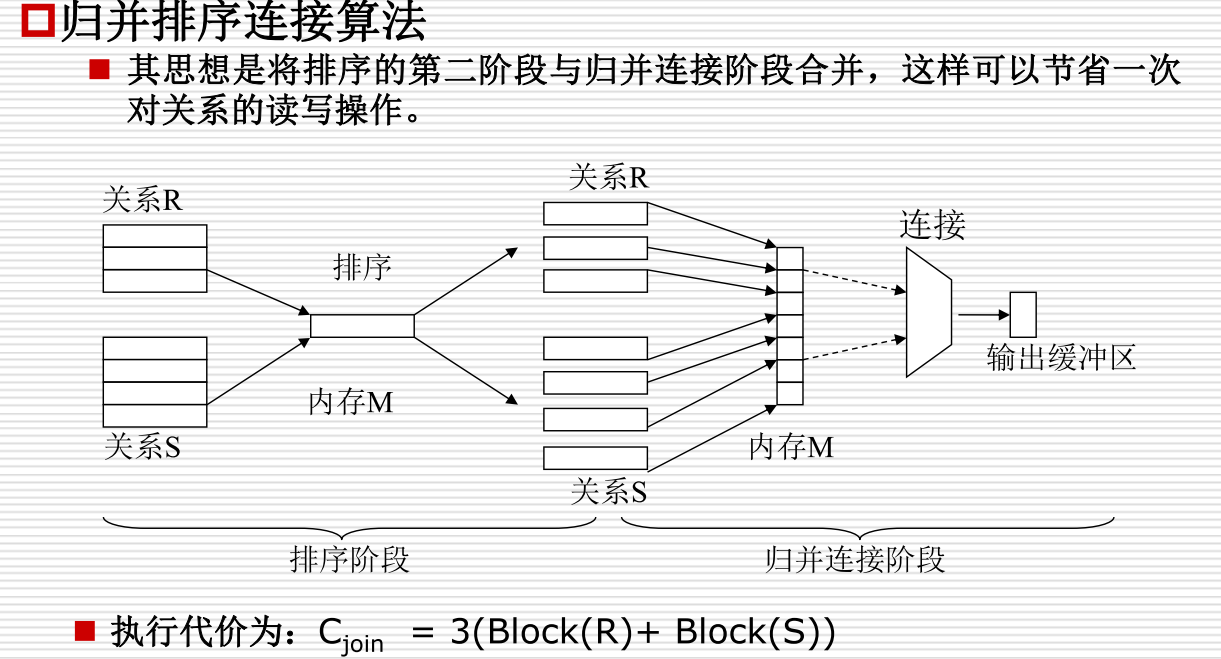 归并排序连接算法
其思想是将排序的第二阶段与归并连接阶段合并，这样可以节省一次
对关系的读写操作。
关系R
关系R
连接
排序
输出缓冲区
内存M
关系S
内存M
关系S
排序阶段
归并连接阶段
执行代价为：Cjoin = 3(Block(R)+ Block(S))